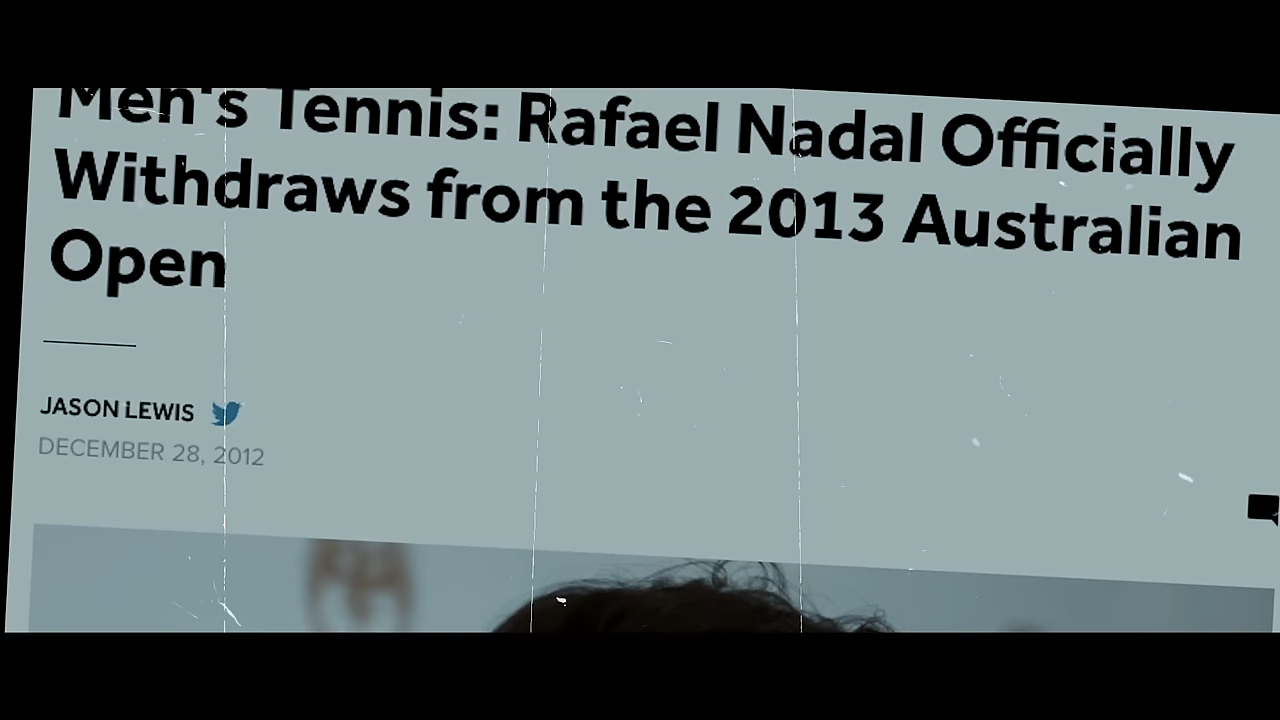 Men's Tennis: Rafael Nadal Officially
Withdraws from the 2013 Australian
Open
JASON LEWIS
DECEMBER 28, 2012